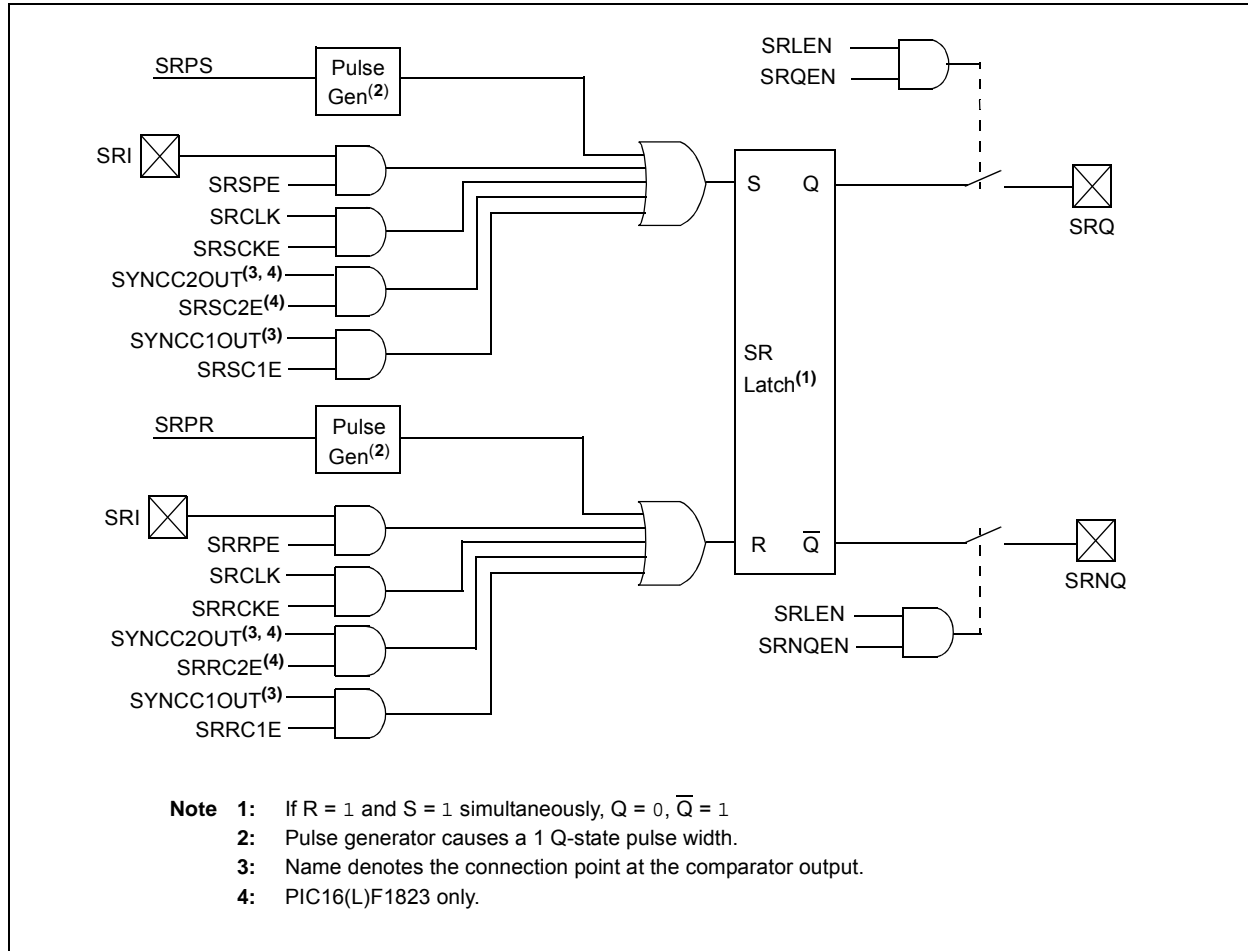 SRPS
Pulse
Gen(2)
SRI
SRSPE
SRCLK
SRSCKE
SYNCC2OUT(3, 4)
SRSC2E(4)
SYNCC1OUT(3)
SRSC1E
SRLEN
SRQEN
S Q
SRQ
SR
Latch(1)
SRPR
Pulse
Gen(2)
SRI
SRRPE
SRCLK
SRRCKE
SYNCC2OUT(3, 4)
SRRC2E(4)
SYNCC1OUT(3)
SRRC1E
R Q̅
SRNQ
SRLEN
SRNQEN
Note 1: If R = 1 and S = 1 simultaneously, Q = 0, Q̅ = 1
2: Pulse generator causes a 1 Q-state pulse width.
3: Name denotes the connection point at the comparator output.
4: PIC16(L)F1823 only.